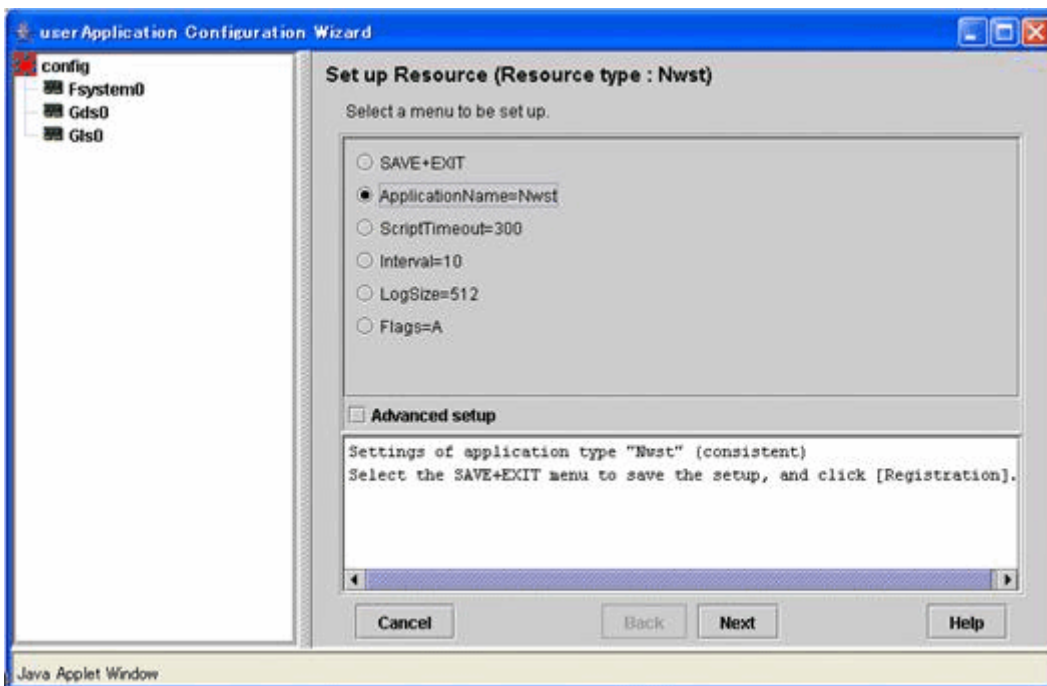 userApplication Configuration Wizard
config
Fsystem0
Gds0
Gls0
Set up Resource (Resource type : Nwst)
Select a menu to be set up.
SAVE+EXIT
ApplicationName=Nwst
ScriptTimeout=300
Interval=10
LogSize=512
Flags=A
Advanced setup
Settings of application type "Nwst" (consistent)
Select the SAVE+EXIT menu to save the setup, and click [Registration].
Cancel
Back
Next
Help
Java Applet Window